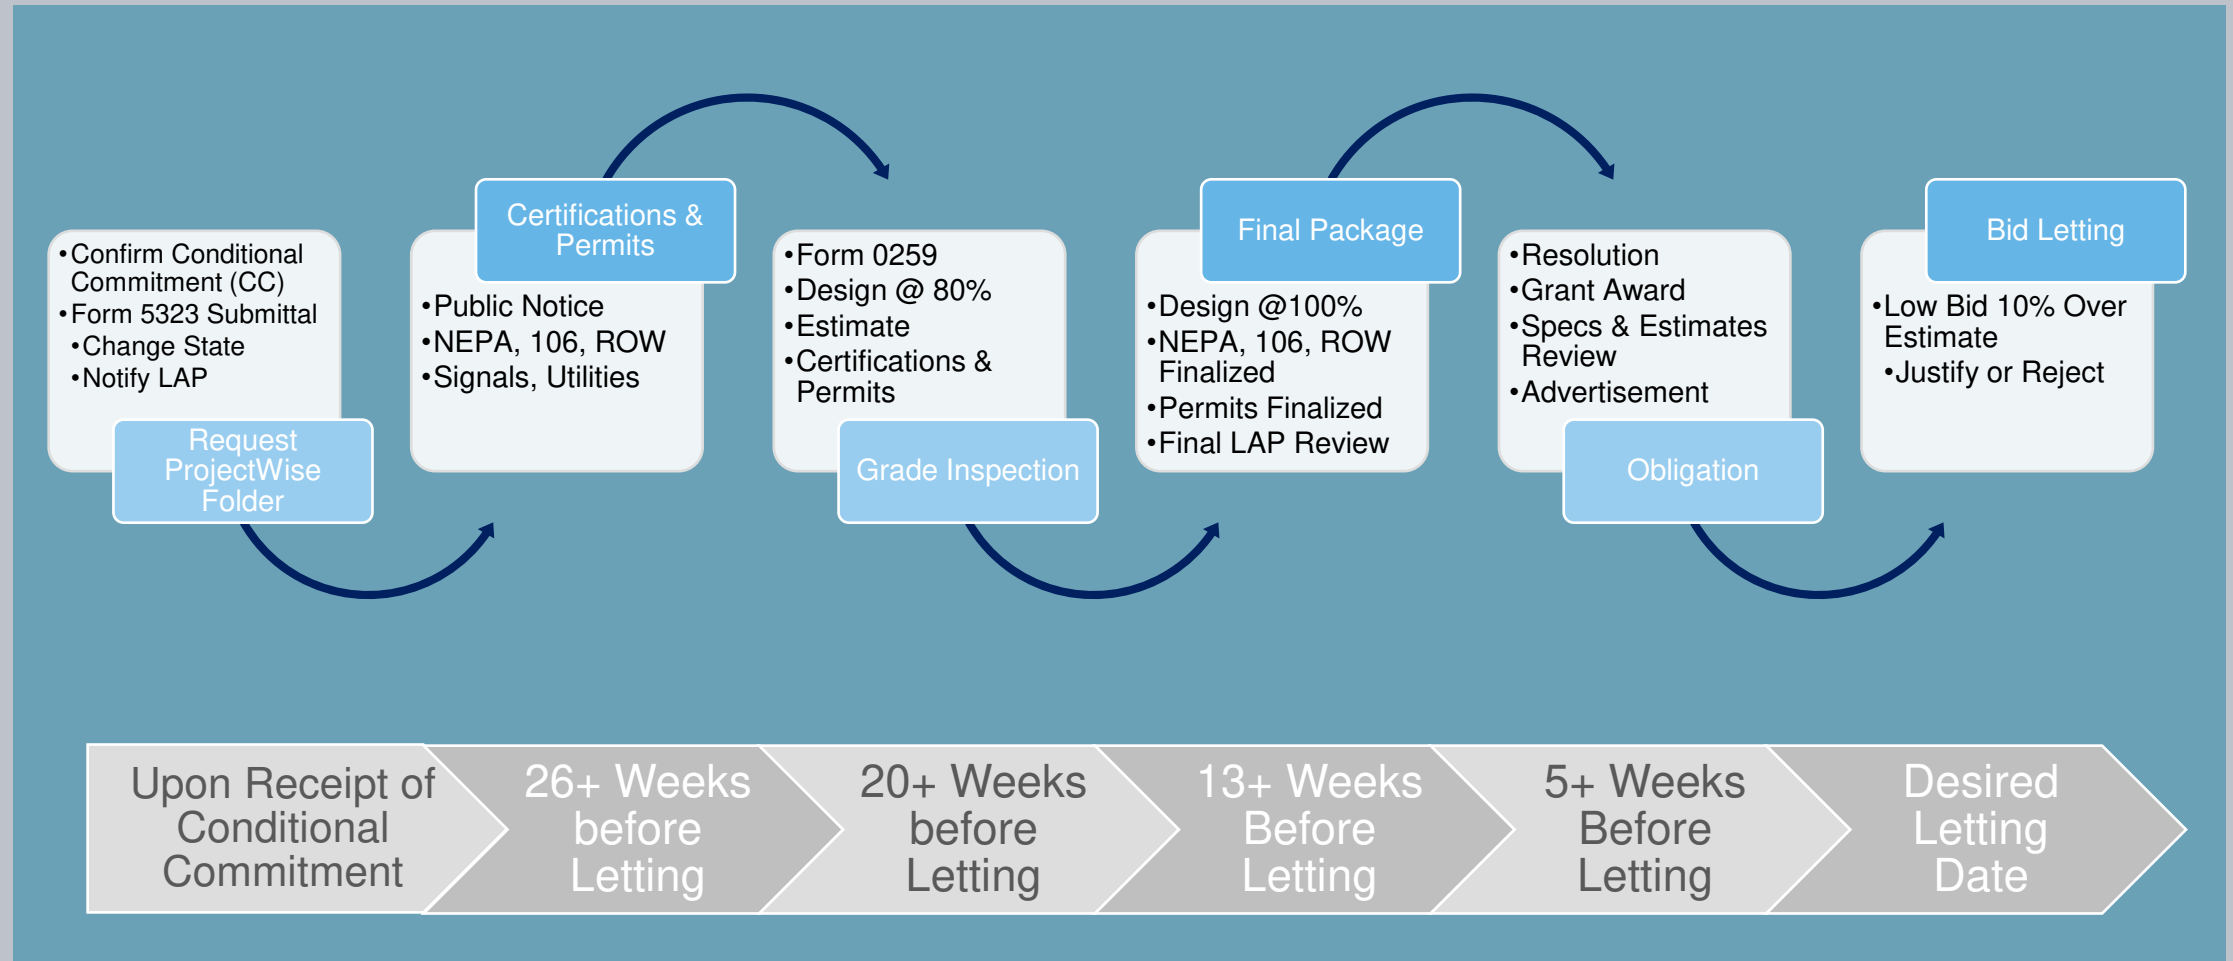 •Confirm Conditional
Commitment (CC)
•Form 5323 Submittal
•Change State
•Notify LAP
Request
ProjectWise
Folder
Certifications &
Permits
•Public Notice
•NEPA, 106, ROW
•Signals, Utilities
•Form 0259
•Design @ 80%
•Estimate
•Certifications &
Permits
Grade Inspection
Final Package
•Design @100%
•NEPA, 106, ROW
Finalized
•Permits Finalized
•Final LAP Review
•Resolution
•Grant Award
•Specs & Estimates
Review
•Advertisement
Obligation
Bid Letting
•Low Bid 10% Over
Estimate
•Justify or Reject
Upon Receipt of
Conditional
Commitment
26+ Weeks
before
Letting
20+ Weeks
before
Letting
13+ Weeks
Before
Letting
5+ Weeks
Before
Letting
Desired
Letting
Date